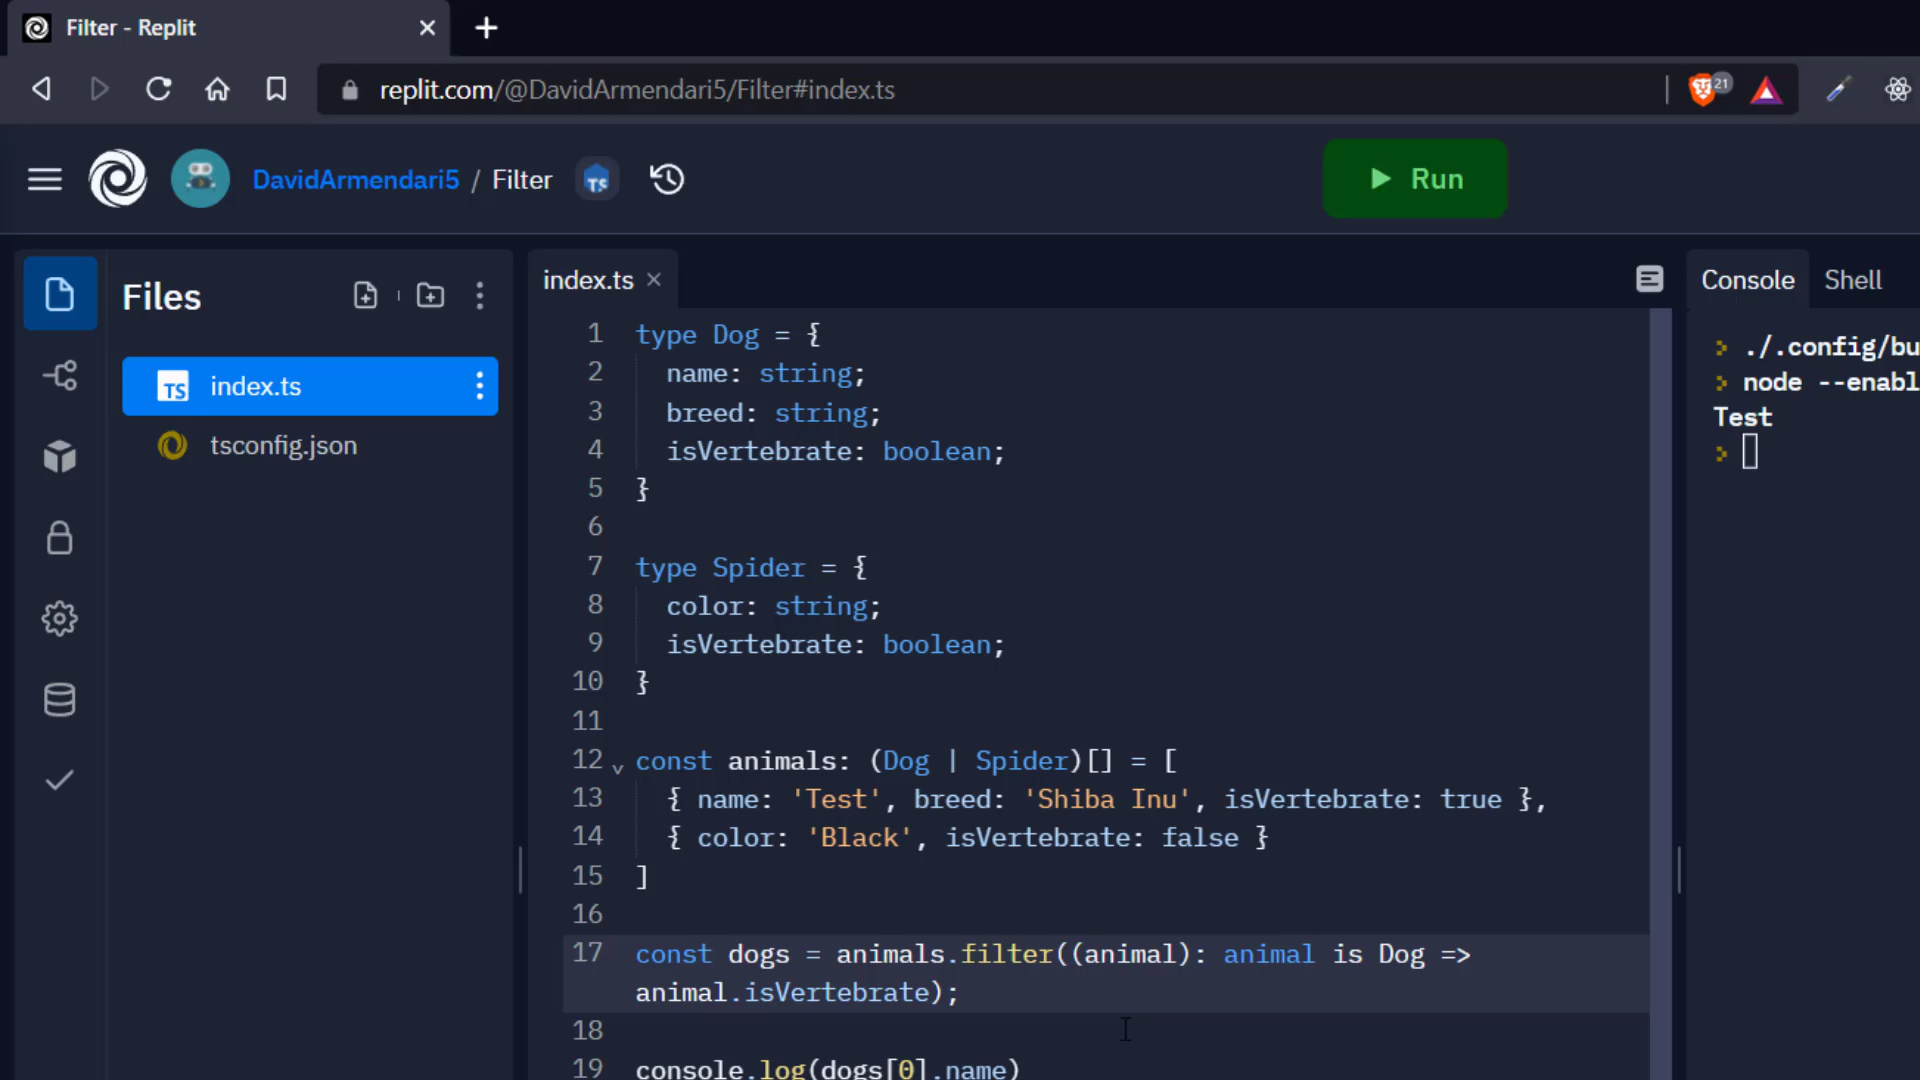 Filter - Replit
replit.com/@DavidArmendari5/Filter#index.ts
21
DavidArmendari5 / Filter
TS
Run
Files
TS index.ts
tsconfig.json
index.ts
1 type Dog = {
2 name: string;
3 breed: string;
4 isVertebrate: boolean;
5 }
6
7 type Spider = {
8 color: string;
9 isVertebrate: boolean;
10 }
11
12 const animals: (Dog | Spider)[] = [
13 { name: 'Test', breed: 'Shiba Inu', isVertebrate: true },
14 { color: 'Black', isVertebrate: false }
15 ]
16
17 const dogs = animals.filter((animal): animal is Dog =>
animal.isVertebrate);
18
19 console.log(dogs[0].name)
Console Shell
> ./.config/bu
> node --enabl
Test
>